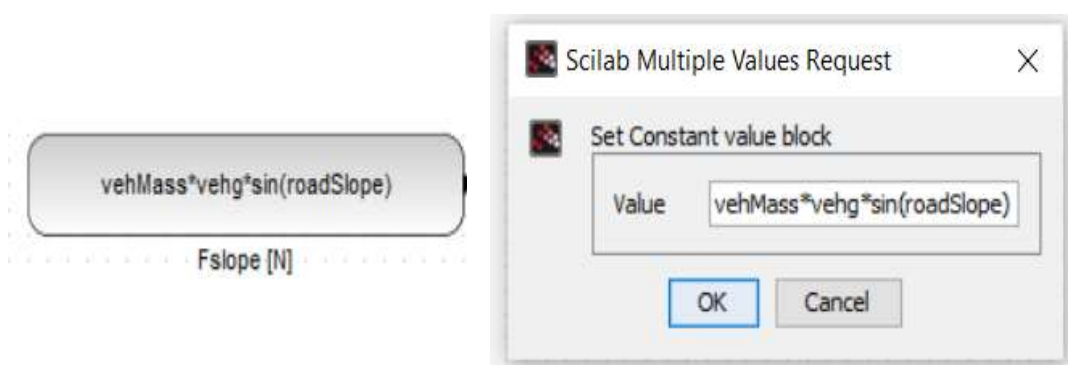 vehMass*vehg*sin(roadSlope)
Fslope [N]
Scilab Multiple Values Request
Set Constant value block
Value vehMass*vehg*sin(roadSlope)
OK Cancel